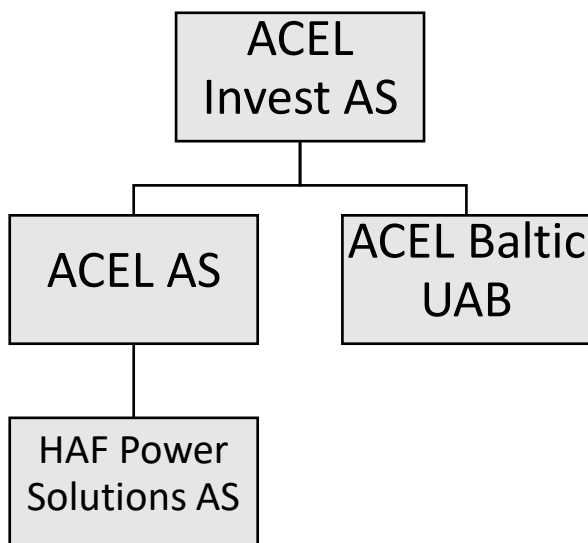 ACEL
Invest AS
ACEL AS
ACEL Baltic
UAB
HAF Power
Solutions AS